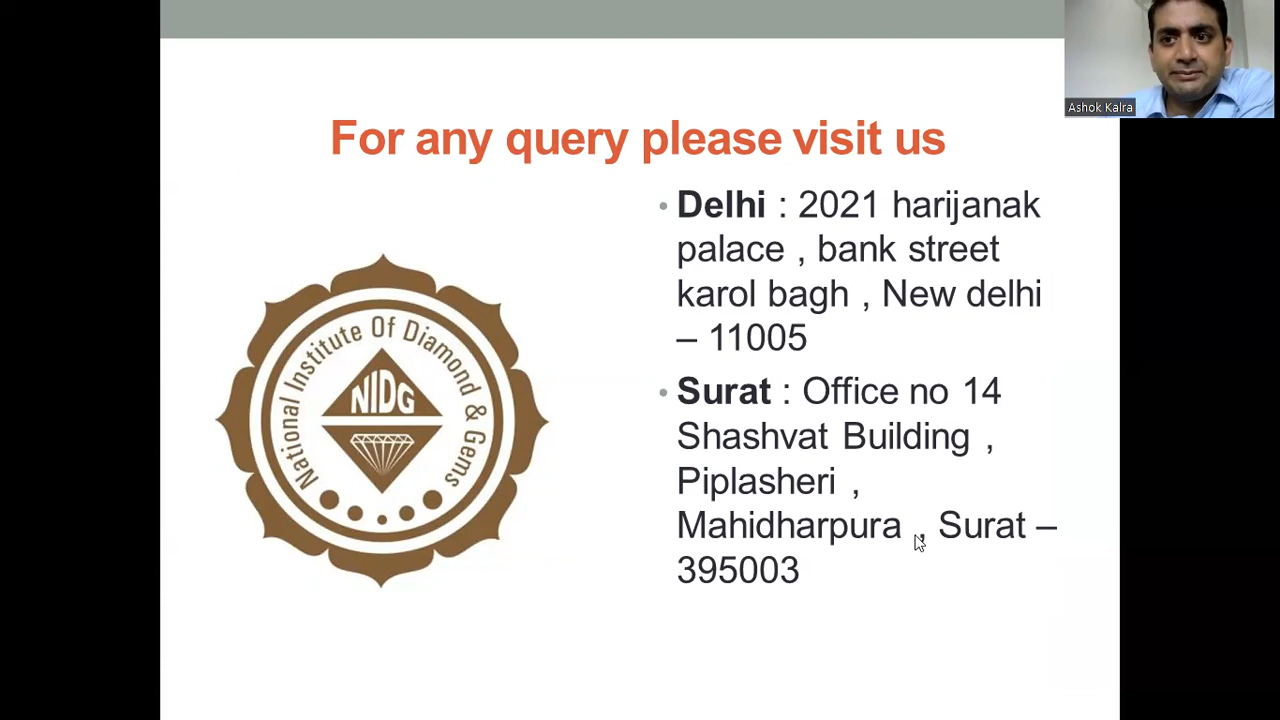 Ashok Kalra
For any query please visit us
• Delhi : 2021 harijanak
palace , bank street
karol bagh , New delhi
– 11005
• Surat : Office no 14
Shashvat Building ,
Piplasheri ,
Mahidharpura , Surat –
395003
National Institute Of Diamond & Gems
NIDG